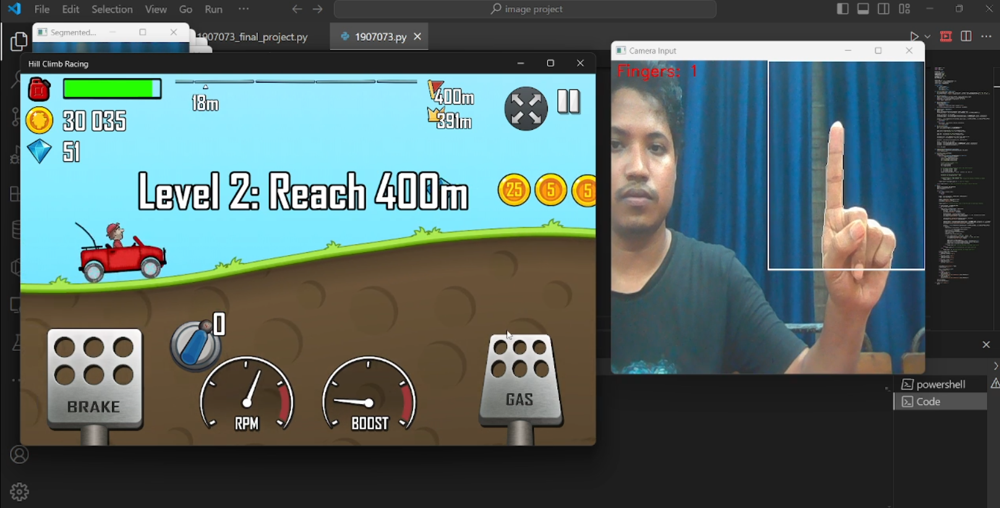 File Edit Selection View Go Run ...
image project
Segmented...
1907073_final_project.py
1907073.py
Hill Climb Racing
18m
400m
391m
30 035
51
Level 2: Reach 400m
25 5 5
0
BRAKE
RPM
BOOST
GAS
Camera Input
Fingers: 1
powershell
Code